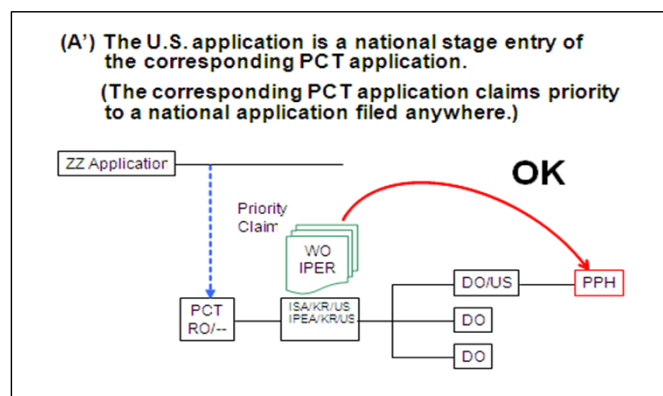 (A') The U.S. application is a national stage entry of
the corresponding PCT application.
(The corresponding PCT application claims priority
to a national application filed anywhere.)
ZZ Application
OK
Priority
Claim
WO
IPER
DO/US
PPH
PCT
RO/--
ISA/KR/US
IPEA/KR/US
DO
DO